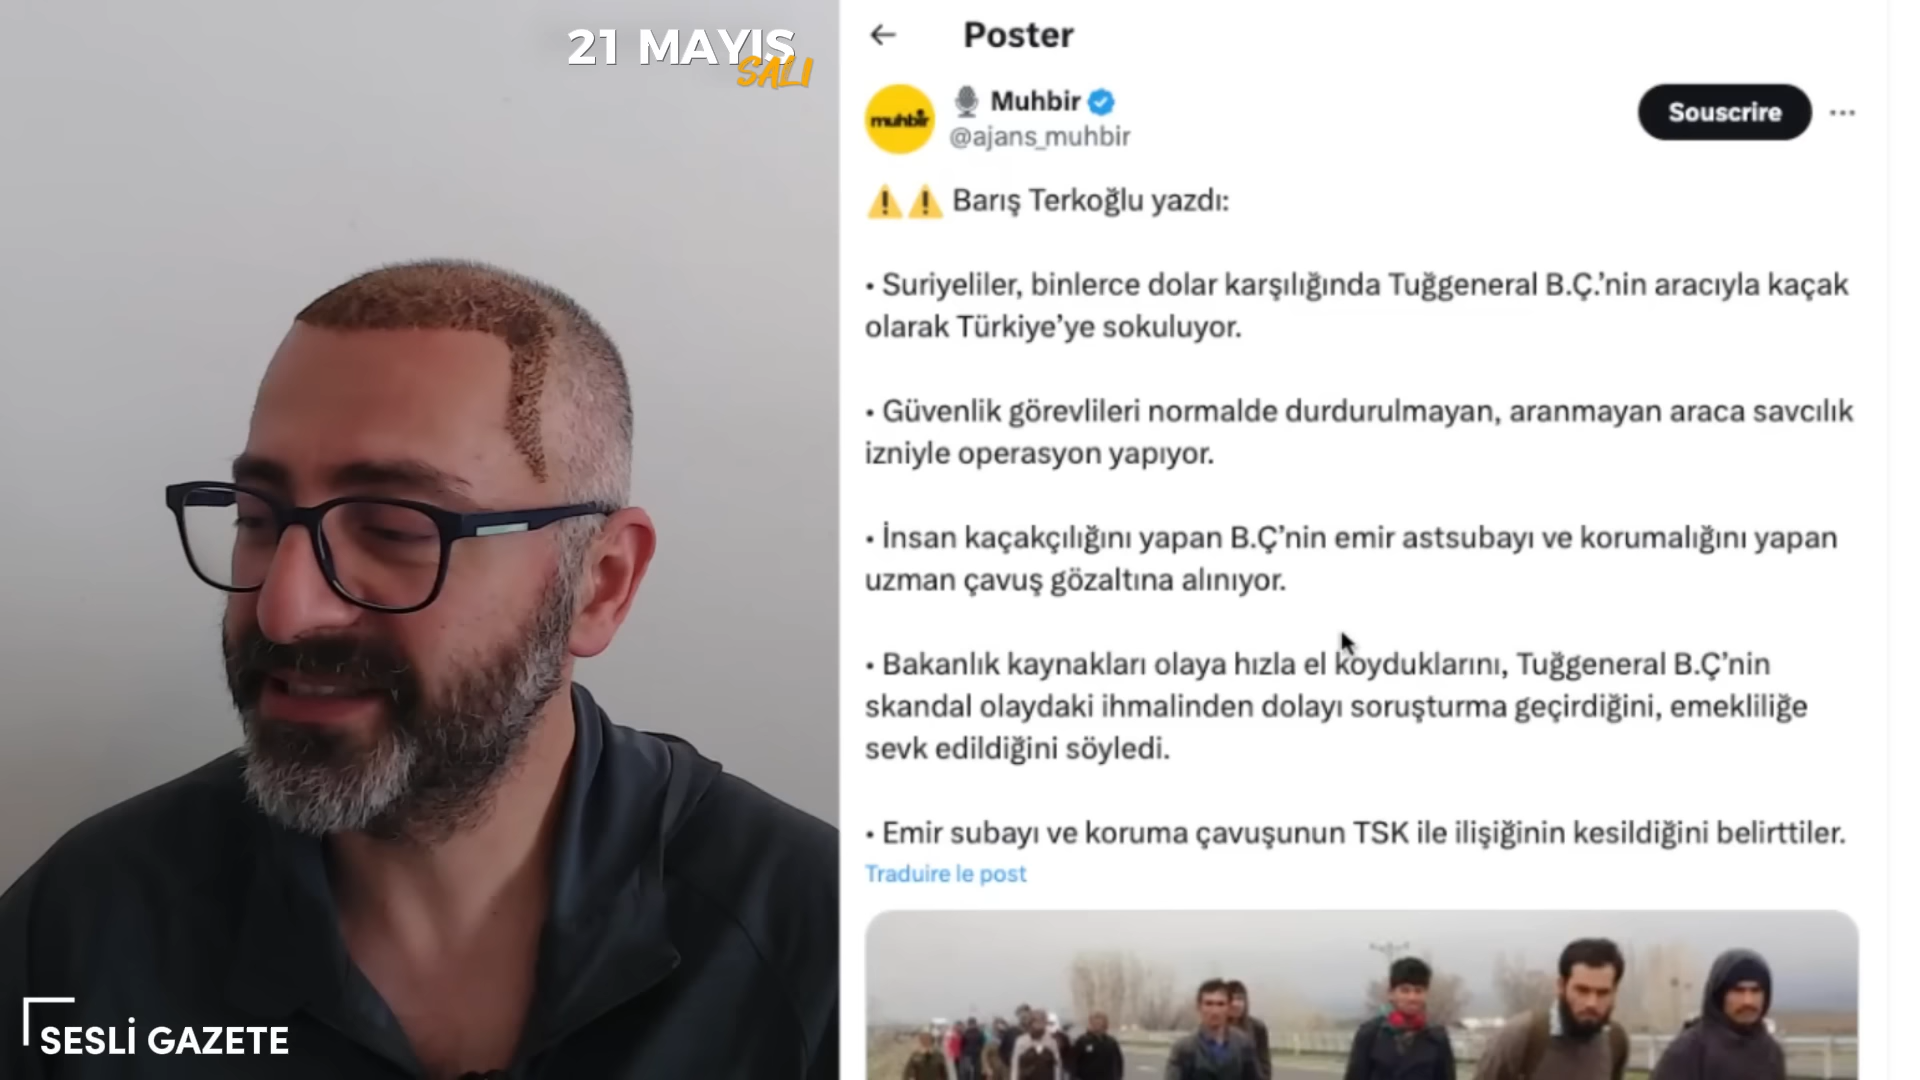 21 MAYIS
SALI
Poster
muhbir
Muhbir
@ajans_muhbir
Souscrire
Barış Terkoğlu yazdı:
• Suriyeliler, binlerce dolar karşılığında Tuğgeneral B.Ç.’nin aracıyla kaçak
olarak Türkiye’ye sokuluyor.
• Güvenlik görevlileri normalde durdurulmayan, aranmayan araca savcılık
izniyle operasyon yapıyor.
• İnsan kaçakçılığını yapan B.Ç’nin emir astsubayı ve korumalığını yapan
uzman çavuş gözaltına alınıyor.
• Bakanlık kaynakları olaya hızla el koyduklarını, Tuğgeneral B.Ç’nin
skandal olaydaki ihmalinden dolayı soruşturma geçirdiğini, emekliliğe
sevk edildiğini söyledi.
• Emir subayı ve koruma çavuşunun TSK ile ilişiğinin kesildiğini belirttiler.
Traduire le post
SESLİ GAZETE